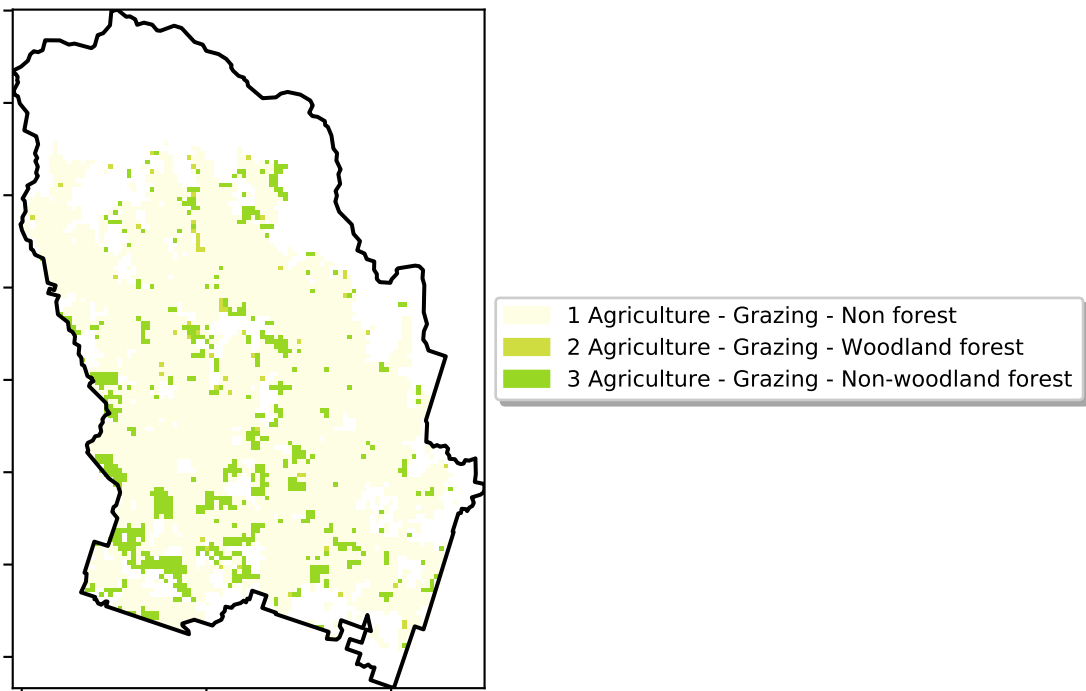 1 Agriculture - Grazing - Non forest
2 Agriculture - Grazing - Woodland forest
3 Agriculture - Grazing - Non-woodland forest